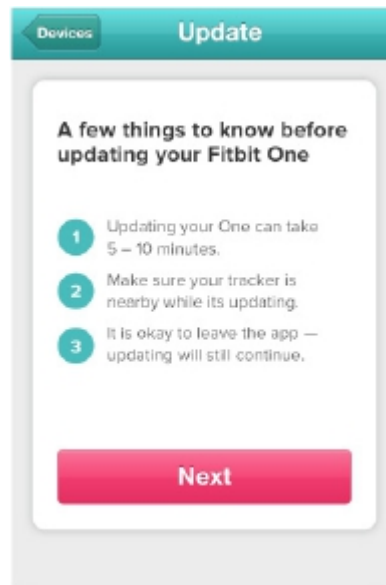 Devices
Update
A few things to know before
updating your Fitbit One
1
Updating your One can take
5 – 10 minutes.
2
Make sure your tracker is
nearby while its updating.
3
It is okay to leave the app —
updating will still continue.
Next